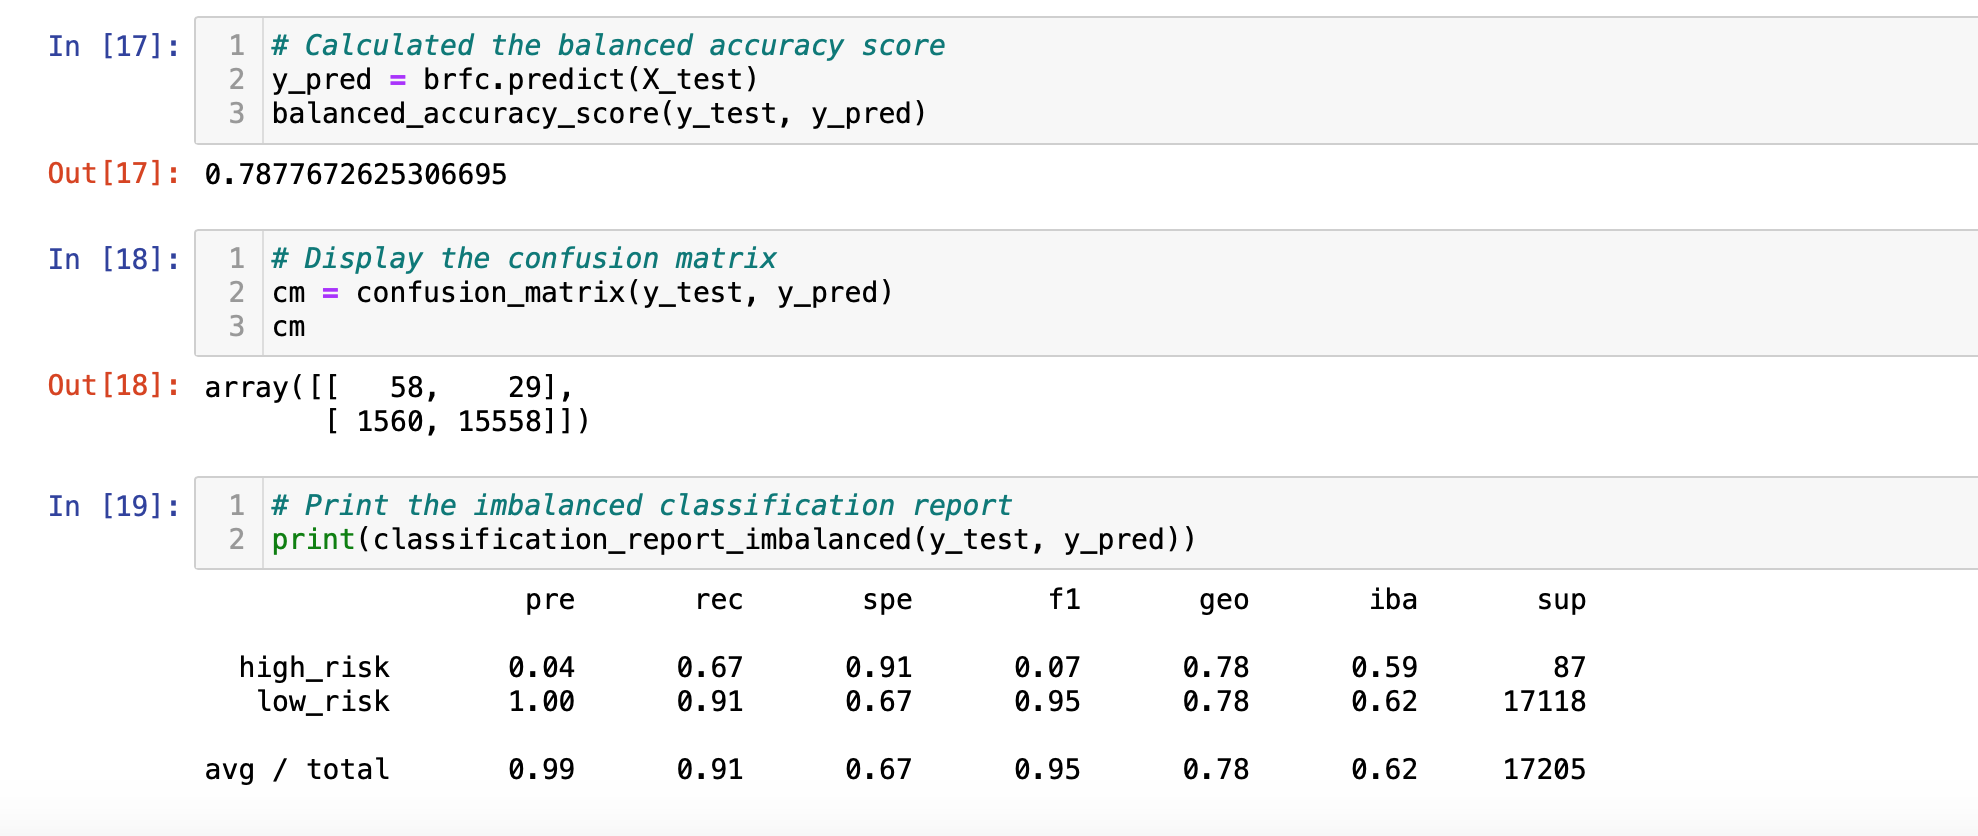 In [17]:
1 # Calculated the balanced accuracy score
2 y_pred = brfc.predict(X_test)
3 balanced_accuracy_score(y_test, y_pred)
Out[17]: 0.7877672625306695
In [18]:
1 # Display the confusion matrix
2 cm = confusion_matrix(y_test, y_pred)
3 cm
Out[18]: array([[   58,    29],
       [ 1560, 15558]])
In [19]:
1 # Print the imbalanced classification report
2 print(classification_report_imbalanced(y_test, y_pred))
pre rec spe f1 geo iba sup
high_risk 0.04 0.67 0.91 0.07 0.78 0.59 87
low_risk 1.00 0.91 0.67 0.95 0.78 0.62 17118
avg / total 0.99 0.91 0.67 0.95 0.78 0.62 17205